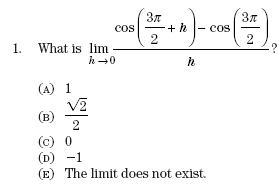 1. What is lim h→0 (cos(3π/2 + h) – cos(3π/2)) / h ?
(A) 1
(B) √2/2
(C) 0
(D) –1
(E) The limit does not exist.